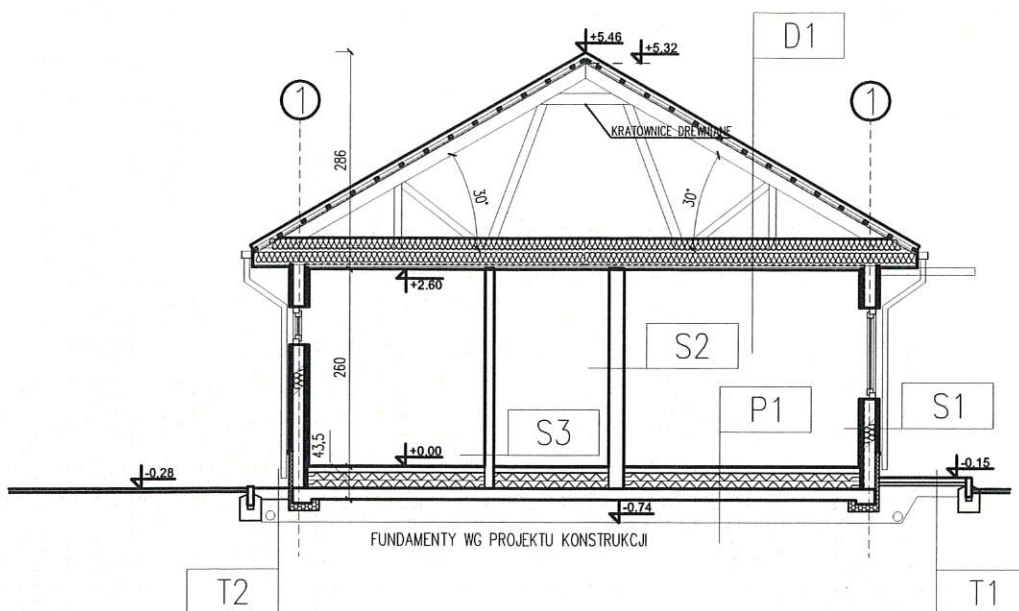 +5.46
+5.32
D1
1
1
KRATOWNICE DREWNIANE
286
30°
30°
+2.60
S2
260
P1
S1
S3
43,5
+0.00
-0.28
-0.15
-0.74
FUNDAMENTY WG PROJEKTU KONSTRUKCJI
T2
T1